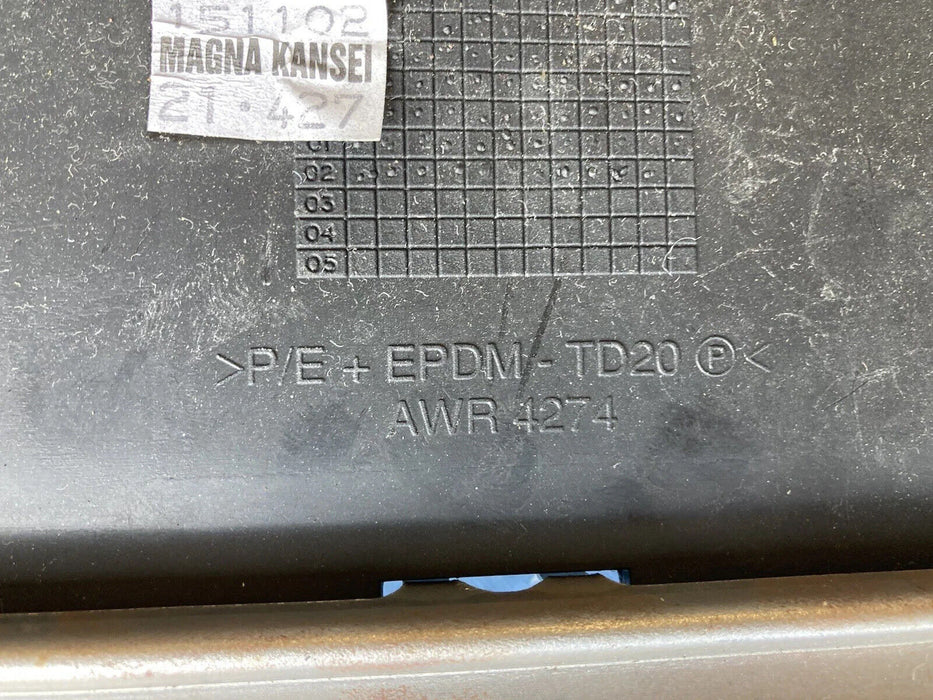 151102
MAGNA KANSEI
21·427
01
02
03
04
05
>P/E + EPDM - TD20 Ⓟ<
AWR 4274